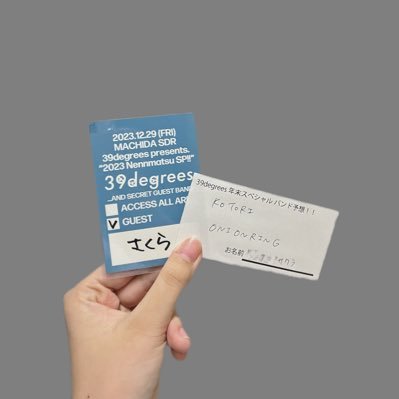 2023.12.29 (FRI)
MACHIDA SDR
39degrees presents.
"2023 Nennmatsu SP!!"
39degrees
...AND SECRET GUEST BAND
ACCESS ALL AR
GUEST
さくら
39degrees 年末スペシャルバンド予想!!
KOTORI
ONIONRING
お名前